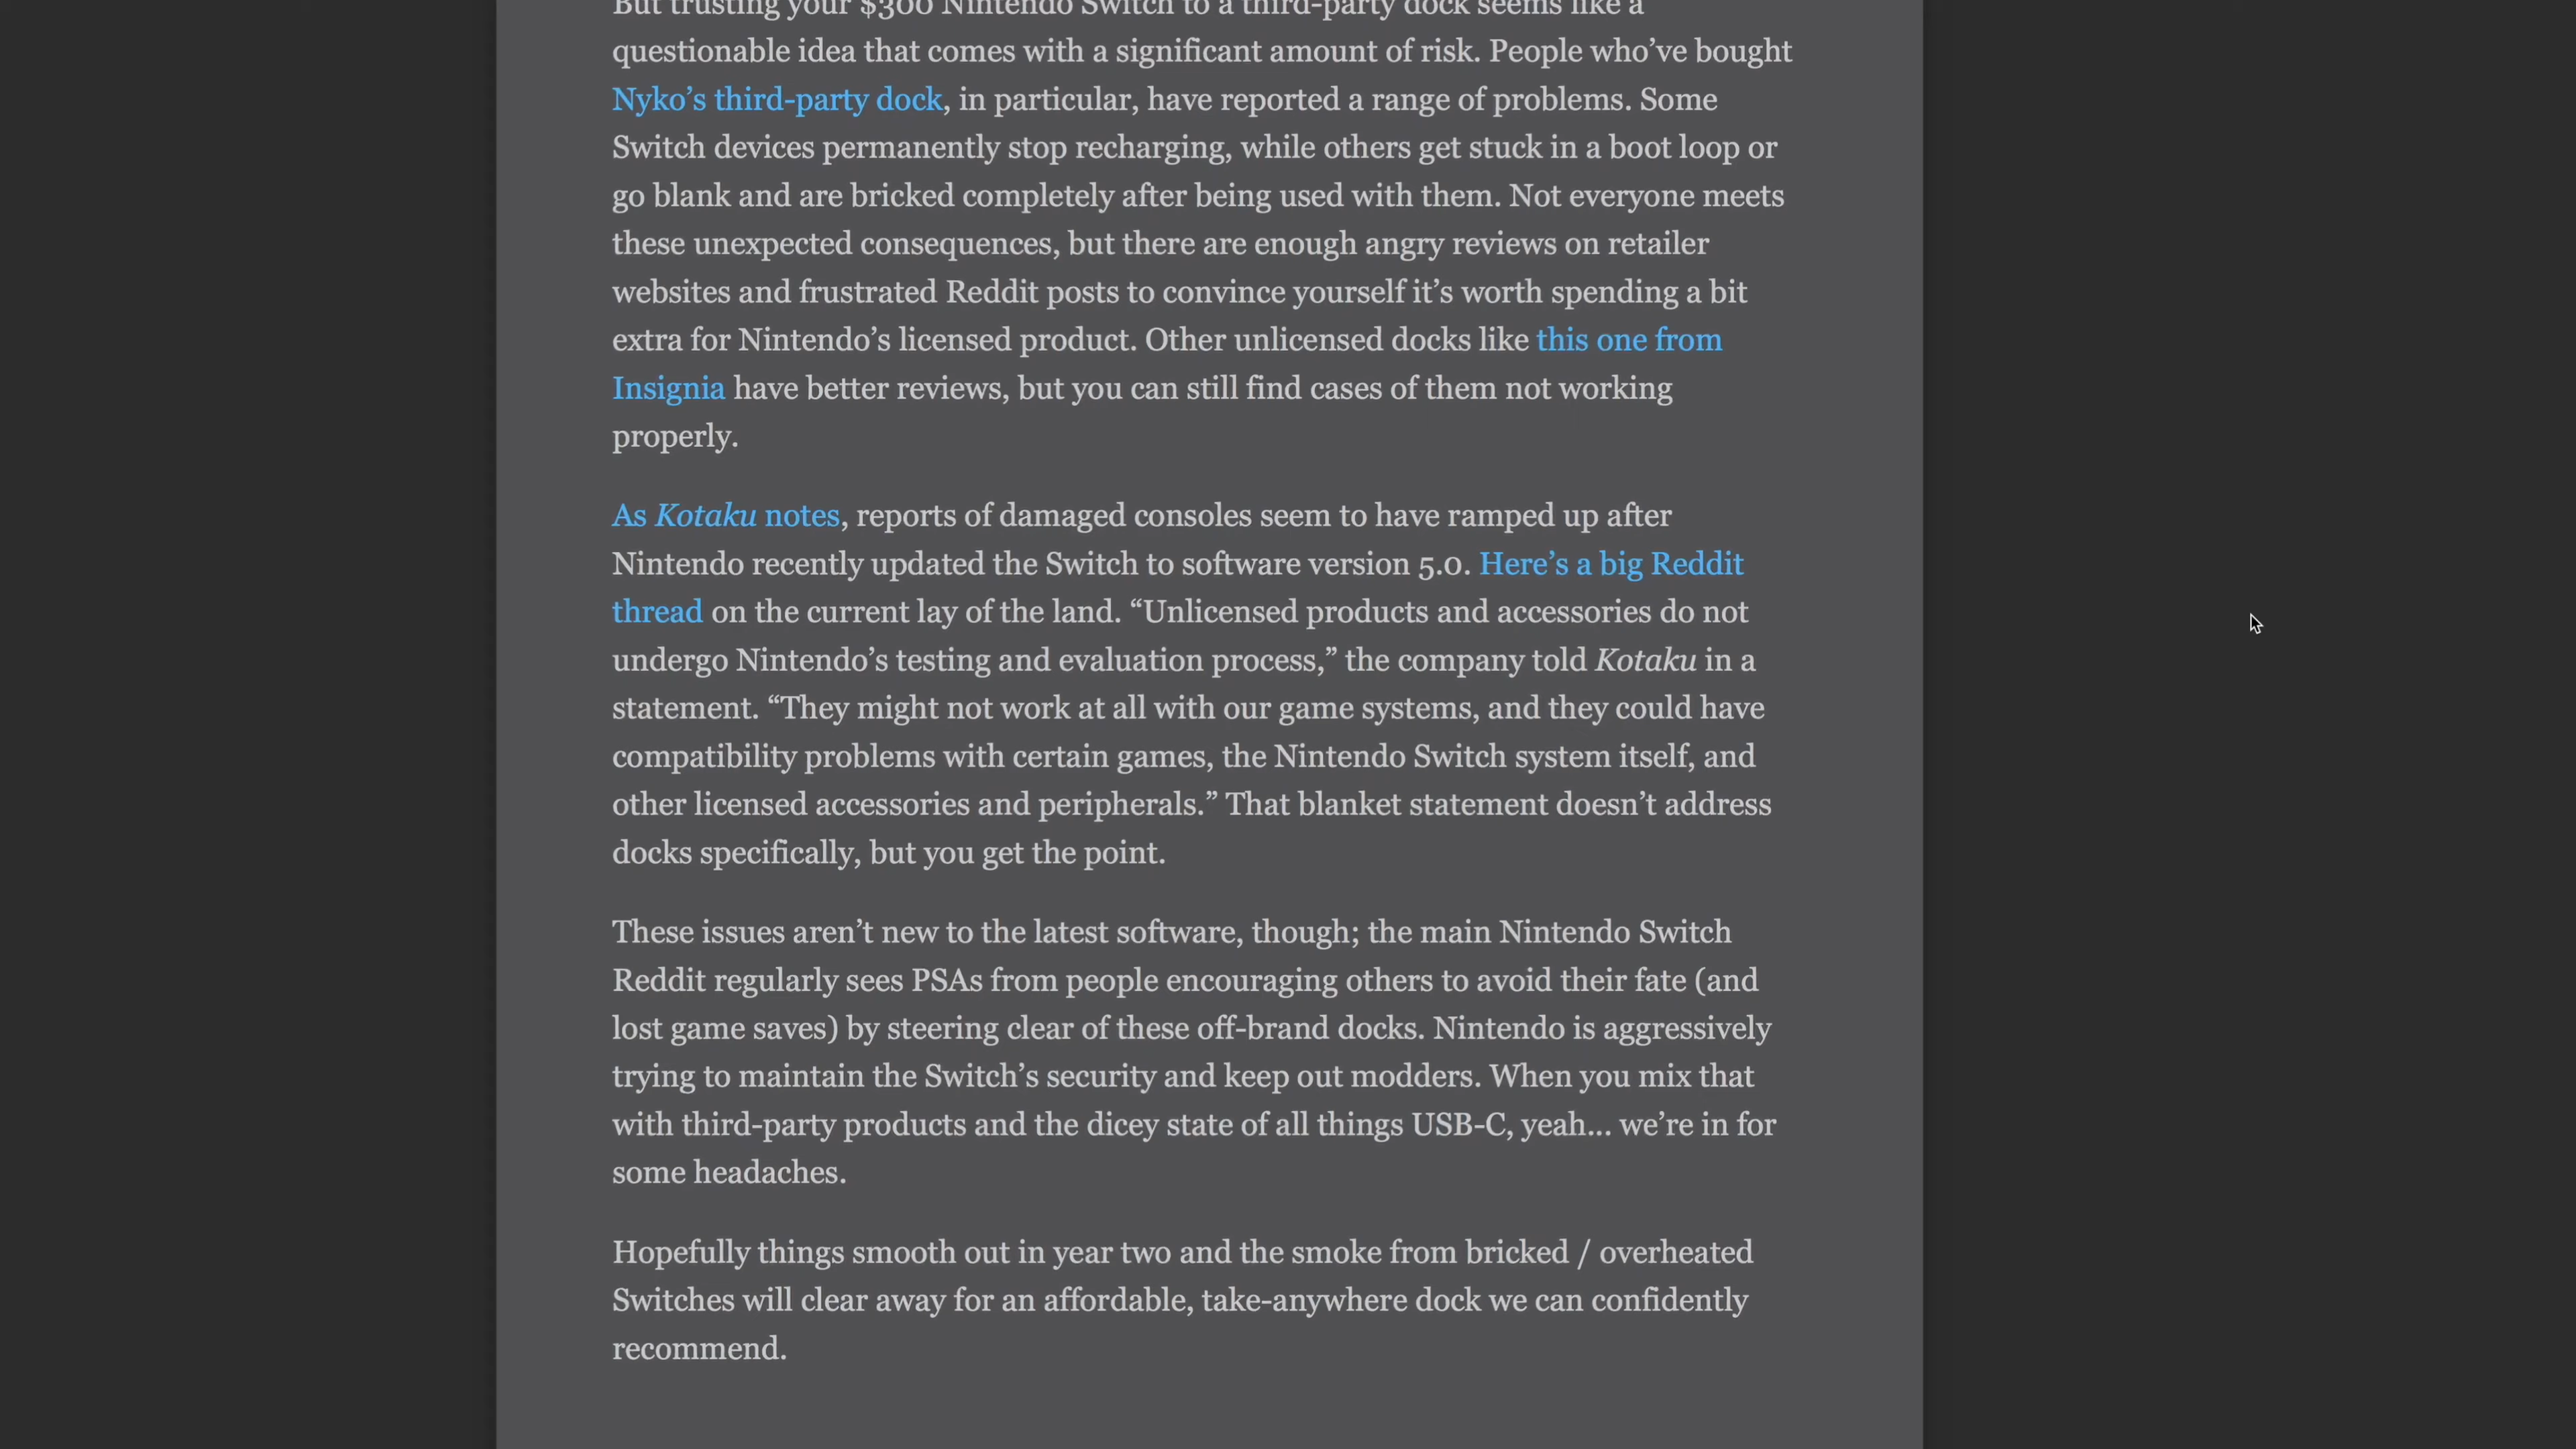 But trusting your $300 Nintendo Switch to a third-party dock seems like a
questionable idea that comes with a significant amount of risk. People who’ve bought
Nyko’s third-party dock, in particular, have reported a range of problems. Some
Switch devices permanently stop recharging, while others get stuck in a boot loop or
go blank and are bricked completely after being used with them. Not everyone meets
these unexpected consequences, but there are enough angry reviews on retailer
websites and frustrated Reddit posts to convince yourself it’s worth spending a bit
extra for Nintendo’s licensed product. Other unlicensed docks like this one from
Insignia have better reviews, but you can still find cases of them not working
properly.
As Kotaku notes, reports of damaged consoles seem to have ramped up after
Nintendo recently updated the Switch to software version 5.0. Here’s a big Reddit
thread on the current lay of the land. “Unlicensed products and accessories do not
undergo Nintendo’s testing and evaluation process,” the company told Kotaku in a
statement. “They might not work at all with our game systems, and they could have
compatibility problems with certain games, the Nintendo Switch system itself, and
other licensed accessories and peripherals.” That blanket statement doesn’t address
docks specifically, but you get the point.
These issues aren’t new to the latest software, though; the main Nintendo Switch
Reddit regularly sees PSAs from people encouraging others to avoid their fate (and
lost game saves) by steering clear of these off-brand docks. Nintendo is aggressively
trying to maintain the Switch’s security and keep out modders. When you mix that
with third-party products and the dicey state of all things USB-C, yeah... we’re in for
some headaches.
Hopefully things smooth out in year two and the smoke from bricked / overheated
Switches will clear away for an affordable, take-anywhere dock we can confidently
recommend.